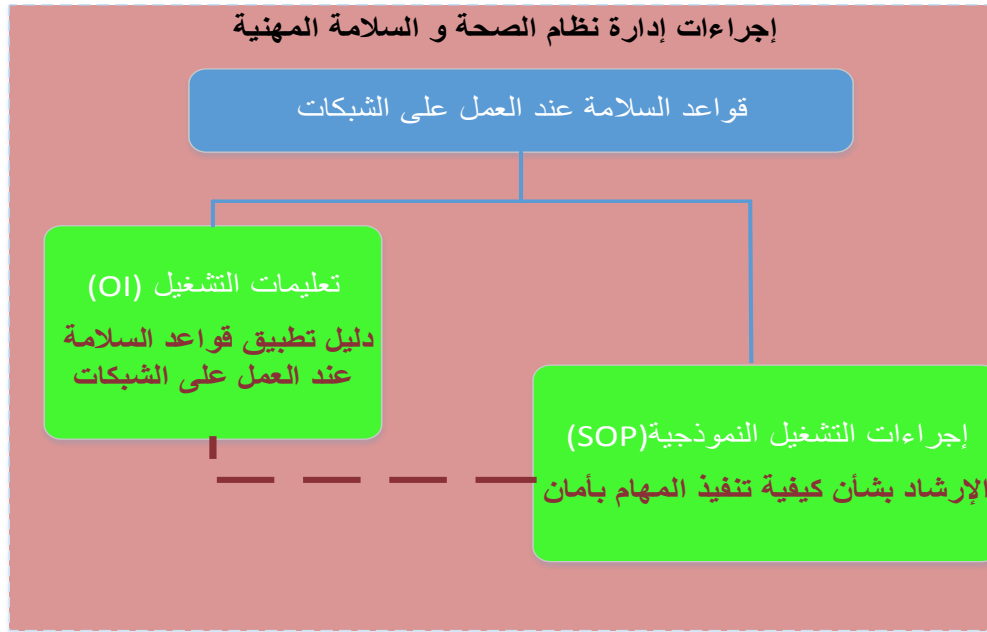 إجراءات إدارة نظام الصحة و السلامة المهنية
قواعد السلامة عند العمل على الشبكات
تعليمات التشغيل (OI)
دليل تطبيق قواعد السلامة
عند العمل على الشبكات
إجراءات التشغيل النموذجية(SOP)
الإرشاد بشأن كيفية تنفيذ المهام بأمان